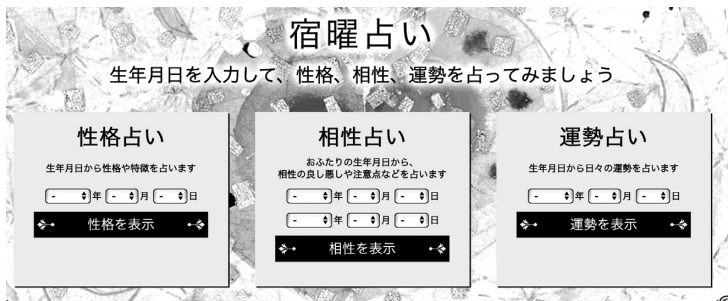 宿曜占い
生年月日を入力して、性格、相性、運勢を占ってみましょう
性格占い
生年月日から性格や特徴を占います
- 年 - 月 - 日
性格を表示
相性占い
おふたりの生年月日から、
相性の良し悪しや注意点などを占います
- 年 - 月 - 日
- 年 - 月 - 日
相性を表示
運勢占い
生年月日から日々の運勢を占います
- 年 - 月 - 日
運勢を表示